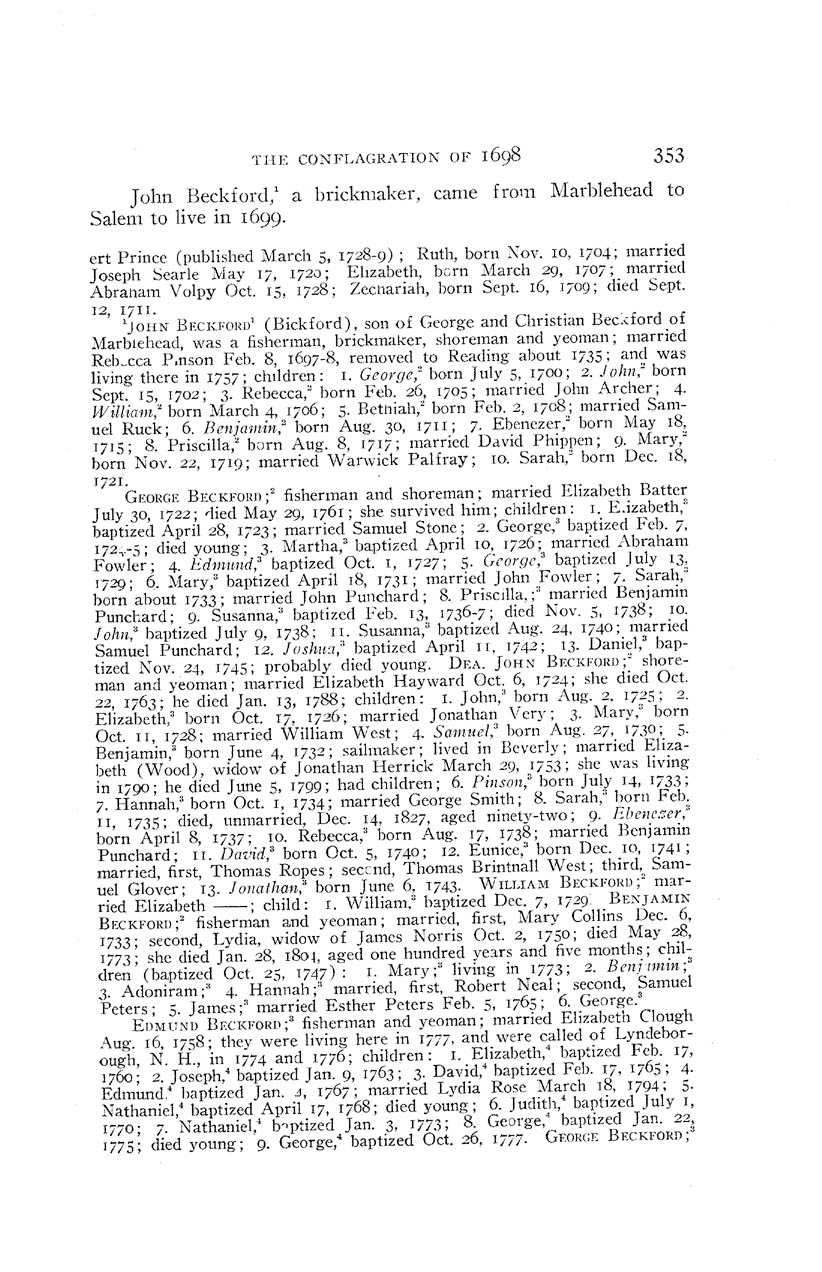 THE CONFLAGRATION OF 1698 353
John Beckford,¹ a brickmaker, came from Marblehead to
Salem to live in 1699.
ert Prince (published March 5, 1728-9) ; Ruth, born Nov. 10, 1704; married
Joseph Searle May 17, 1720; Elizabeth, born March 29, 1707; married
Abraham Volpy Oct. 15, 1728; Zechariah, born Sept. 16, 1709; died Sept.
12, 1711.
¹JOHN BECKFORD¹ (Bickford), son of George and Christian Beckford of
Marblehead, was a fisherman, brickmaker, shoreman and yeoman; married
Rebecca Pinson Feb. 8, 1697-8, removed to Reading about 1735; and was
living there in 1757; children: 1. George,² born July 5, 1700; 2. John,² born
Sept. 15, 1702; 3. Rebecca,² born Feb. 26, 1705; married John Archer; 4.
William,² born March 4, 1706; 5. Bethiah,² born Feb. 2, 1708; married Sam-
uel Ruck; 6. Benjamin,² born Aug. 30, 1711; 7. Ebenezer,² born May 18,
1715; 8. Priscilla,² born Aug. 8, 1717; married David Phippen; 9. Mary,²
born Nov. 22, 1719; married Warwick Palfray; 10. Sarah,² born Dec. 18,
1721.
GEORGE BECKFORD;² fisherman and shoreman; married Elizabeth Batter
July 30, 1722; died May 29, 1761; she survived him; children: 1. Elizabeth,³
baptized April 28, 1723; married Samuel Stone; 2. George,³ baptized Feb. 7,
172-5; died young; 3. Martha,³ baptized April 10, 1726; married Abraham
Fowler; 4. Edmund,³ baptized Oct. 1, 1727; 5. George,³ baptized July 13,
1729; 6. Mary,³ baptized April 18, 1731; married John Fowler; 7. Sarah,³
born about 1733; married John Punchard; 8. Priscilla,;³ married Benjamin
Punchard; 9. Susanna,³ baptized Feb. 13, 1736-7; died Nov. 5, 1738; 10.
John,³ baptized July 9, 1738; 11. Susanna,³ baptized Aug. 24, 1740; married
Samuel Punchard; 12. Joshua,³ baptized April 11, 1742; 13. Daniel,³ bap-
tized Nov. 24, 1745; probably died young. DEA. JOHN BECKFORD;² shore-
man and yeoman; married Elizabeth Hayward Oct. 6, 1724; she died Oct.
22, 1763; he died Jan. 13, 1788; children: 1. John,³ born Aug. 2, 1725; 2.
Elizabeth,³ born Oct. 17, 1726; married Jonathan Very; 3. Mary,³ born
Oct. 11, 1728; married William West; 4. Samuel,³ born Aug. 27, 1730; 5.
Benjamin,³ born June 4, 1732; sailmaker; lived in Beverly; married Eliza-
beth (Wood), widow of Jonathan Herrick March 29, 1753; she was living
in 1790; he died June 5, 1799; had children; 6. Pinson,³ born July 14, 1733;
7. Hannah,³ born Oct. 1, 1734; married George Smith; 8. Sarah,³ born Feb.
11, 1735; died, unmarried, Dec. 14, 1827, aged ninety-two; 9. Ebenezer,³
born April 8, 1737; 10. Rebecca,³ born Aug. 17, 1738; married Benjamin
Punchard; 11. David,³ born Oct. 5, 1740; 12. Eunice,³ born Dec. 10, 1741;
married, first, Thomas Ropes; second, Thomas Brintnall West; third, Sam-
uel Glover; 13. Jonathan,³ born June 6, 1743. WILLIAM BECKFORD;² mar-
ried Elizabeth ——; child: 1. William,³ baptized Dec. 7, 1729. BENJAMIN
BECKFORD;² fisherman and yeoman; married, first, Mary Collins Dec. 6,
1733; second, Lydia, widow of James Norris Oct. 2, 1750; died May 28,
1773; she died Jan. 28, 1804, aged one hundred years and five months; chil-
dren (baptized Oct. 25, 1747) : 1. Mary;³ living in 1773; 2. Benjamin;³
3. Adoniram;³ 4. Hannah;³ married, first, Robert Neal; second, Samuel
Peters; 5. James;³ married Esther Peters Feb. 5, 1765; 6. George.³
EDMUND BECKFORD;³ fisherman and yeoman; married Elizabeth Clough
Aug. 16, 1758; they were living here in 1777, and were called of Lyndebor-
ough, N. H., in 1774 and 1776; children: 1. Elizabeth,⁴ baptized Feb. 17,
1760; 2. Joseph,⁴ baptized Jan. 9, 1763; 3. David,⁴ baptized Feb. 17, 1765; 4.
Edmund,⁴ baptized Jan. , 1767; married Lydia Rose March 18, 1794; 5.
Nathaniel,⁴ baptized April 17, 1768; died young; 6. Judith,⁴ baptized July 1,
1770; 7. Nathaniel,⁴ baptized Jan. 3, 1773; 8. George,⁴ baptized Jan. 22,
1775; died young; 9. George,⁴ baptized Oct. 26, 1777. GEORGE BECKFORD;³